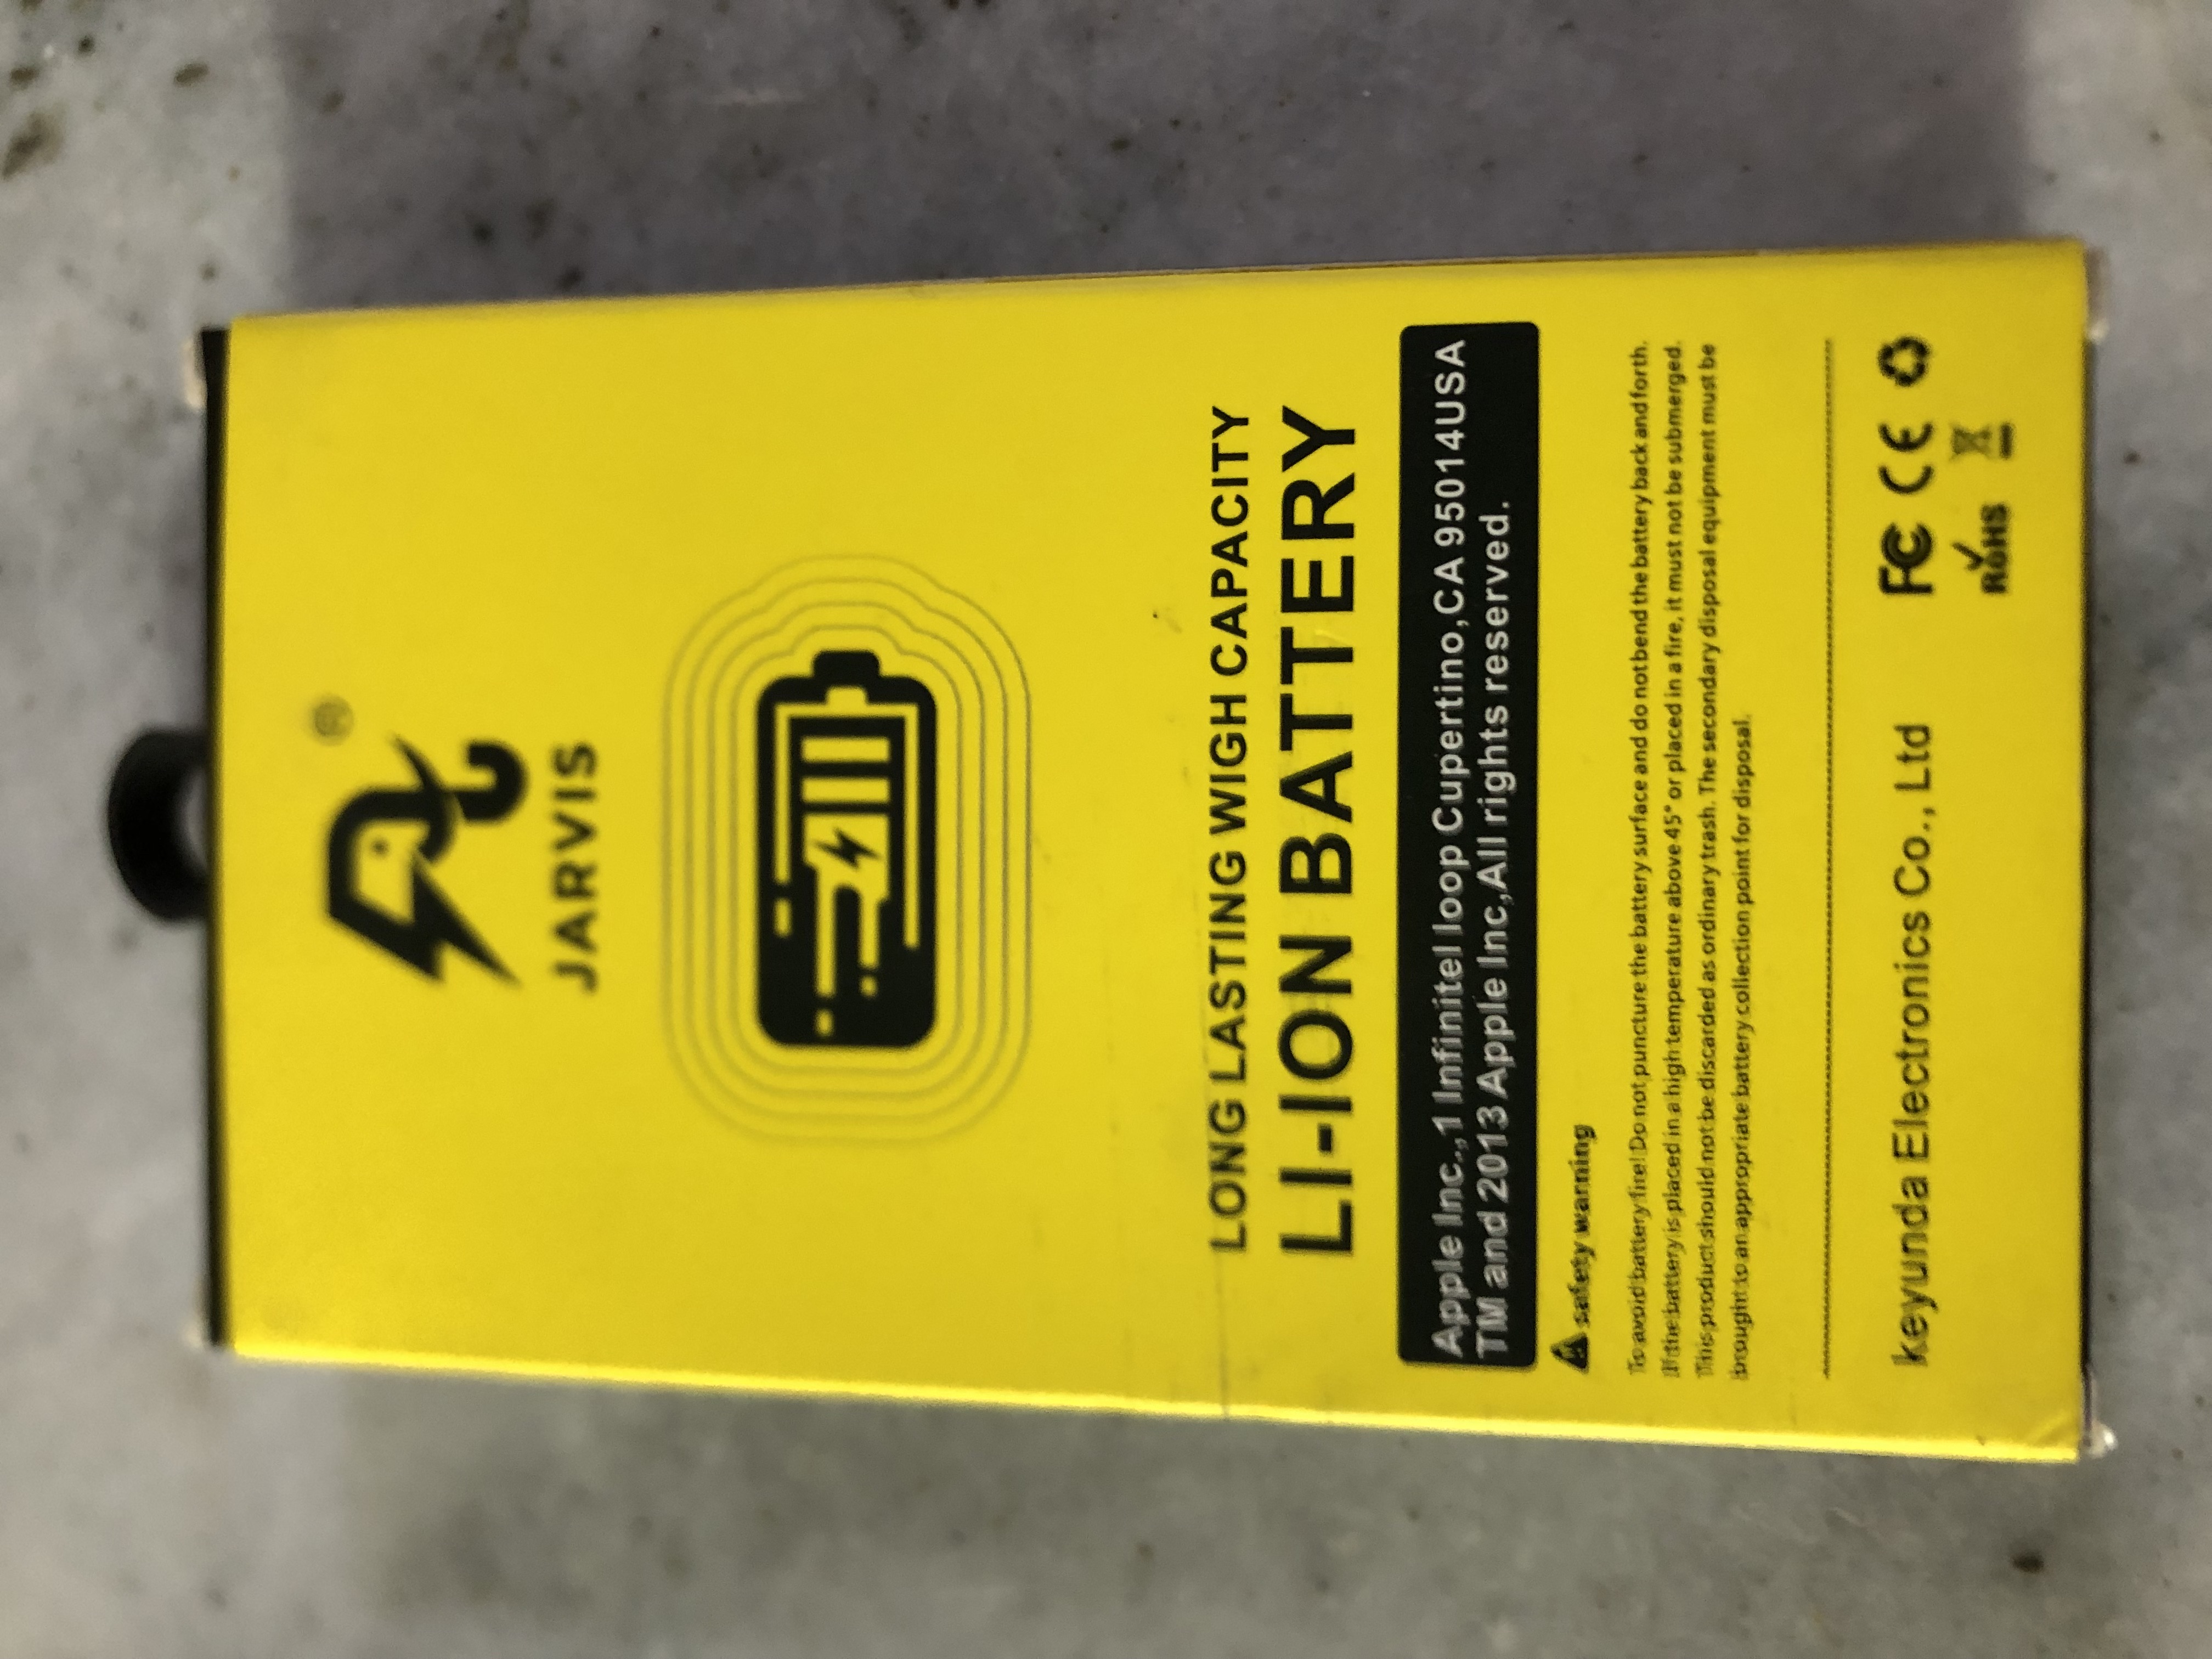 ®
JARVIS
LONG LASTING WIGH CAPACITY
LI-ION BATTERY
Apple Inc.,1 Infinitel loop Cupertino,CA 95014USA
TM and 2013 Apple Inc,All rights reserved.
safety warning
To avoid battery fire! Do not puncture the battery surface and do not bend the battery back and forth.
If the battery is placed in a high temperature above 45° or placed in a fire, it must not be submerged.
This product should not be discarded as ordinary trash. The secondary disposal equipment must be
brought to an appropriate battery collection point for disposal.
keyunda Electronics Co., Ltd
FC CE
RoHS